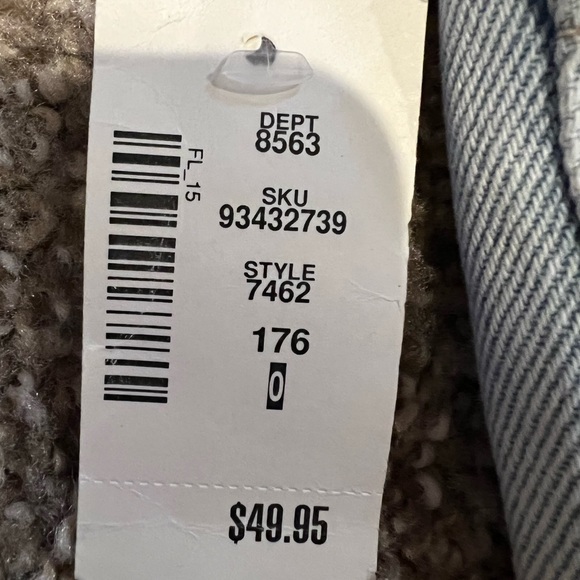 DEPT
8563
FL_15
SKU
93432739
STYLE
7462
176
0
$49.95